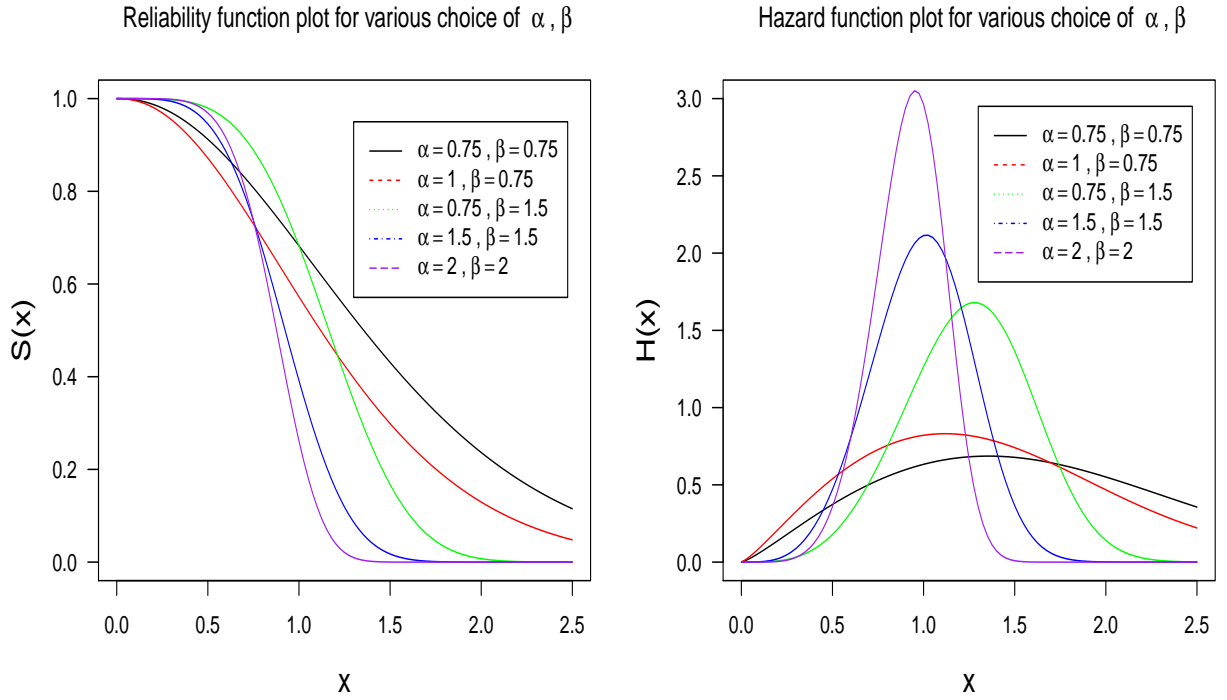 Reliability function plot for various choice of α , β
1.0
0.8
0.6
0.4
0.2
0.0
S(x)
α = 0.75 , β = 0.75
α = 1 , β = 0.75
α = 0.75 , β = 1.5
α = 1.5 , β = 1.5
α = 2 , β = 2
0.0 0.5 1.0 1.5 2.0 2.5
X
Hazard function plot for various choice of α , β
3.0
2.5
2.0
1.5
1.0
0.5
0.0
H(x)
α = 0.75 , β = 0.75
α = 1 , β = 0.75
α = 0.75 , β = 1.5
α = 1.5 , β = 1.5
α = 2 , β = 2
0.0 0.5 1.0 1.5 2.0 2.5
X